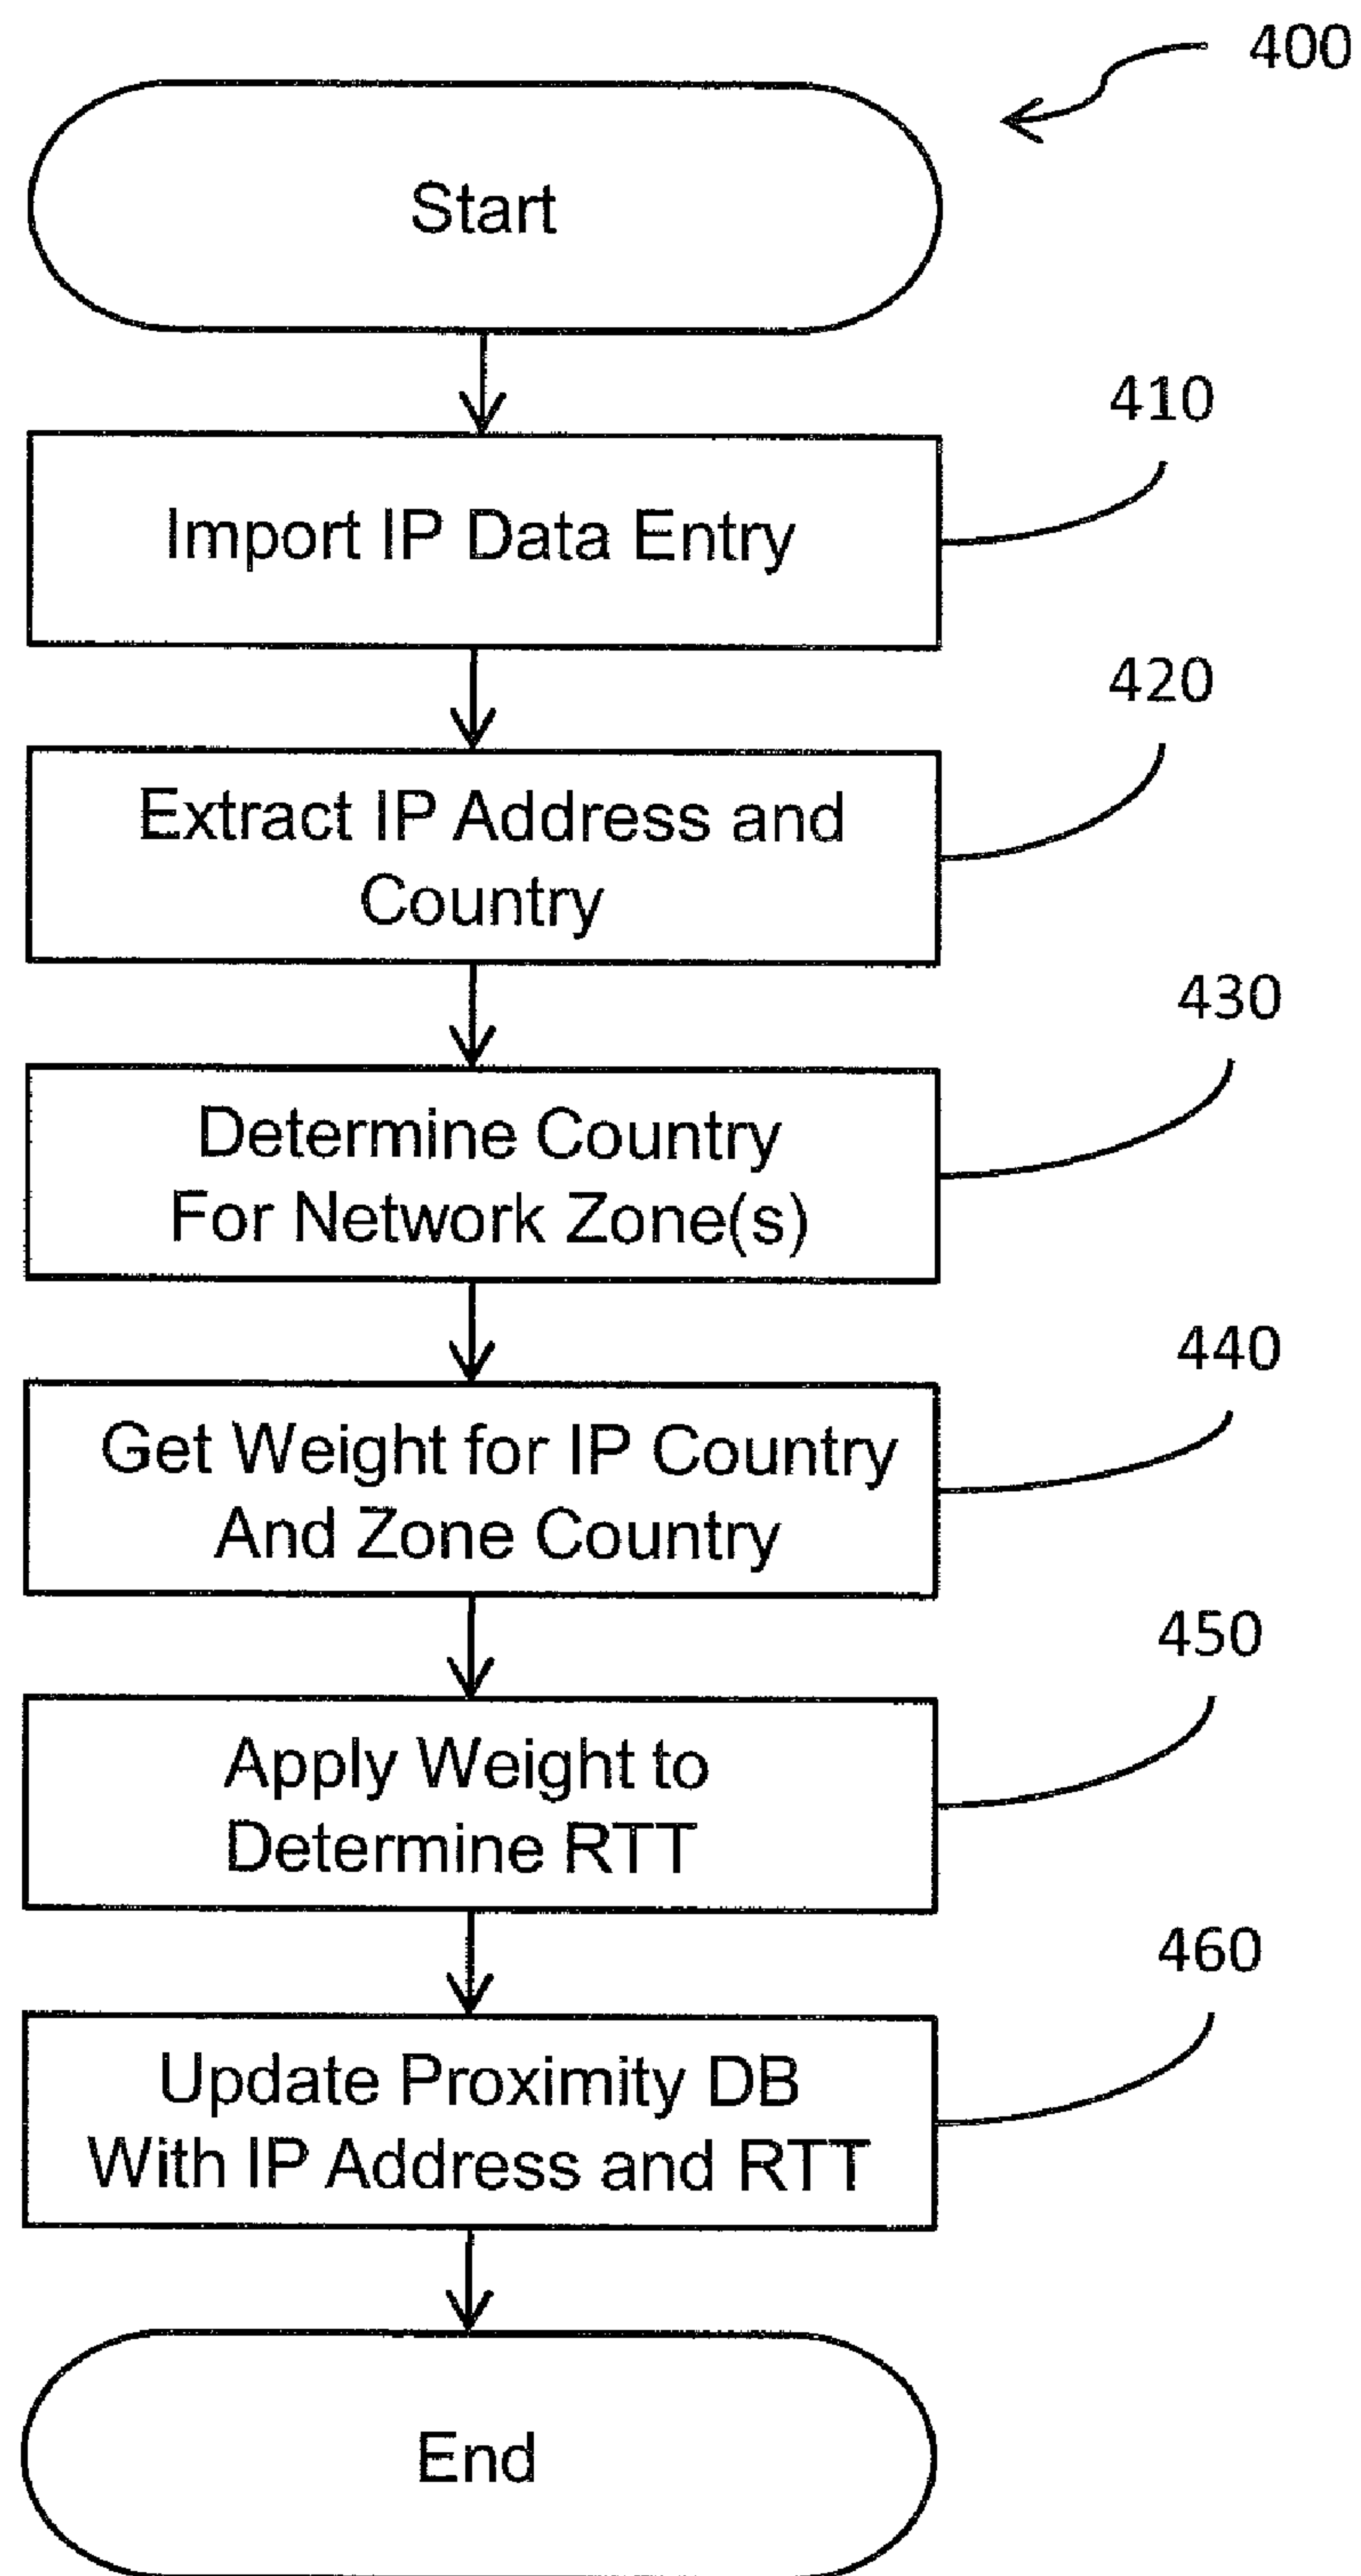 400
Start
410
Import IP Data Entry
420
Extract IP Address and
Country
430
Determine Country
For Network Zone(s)
440
Get Weight for IP Country
And Zone Country
450
Apply Weight to
Determine RTT
460
Update Proximity DB
With IP Address and RTT
End